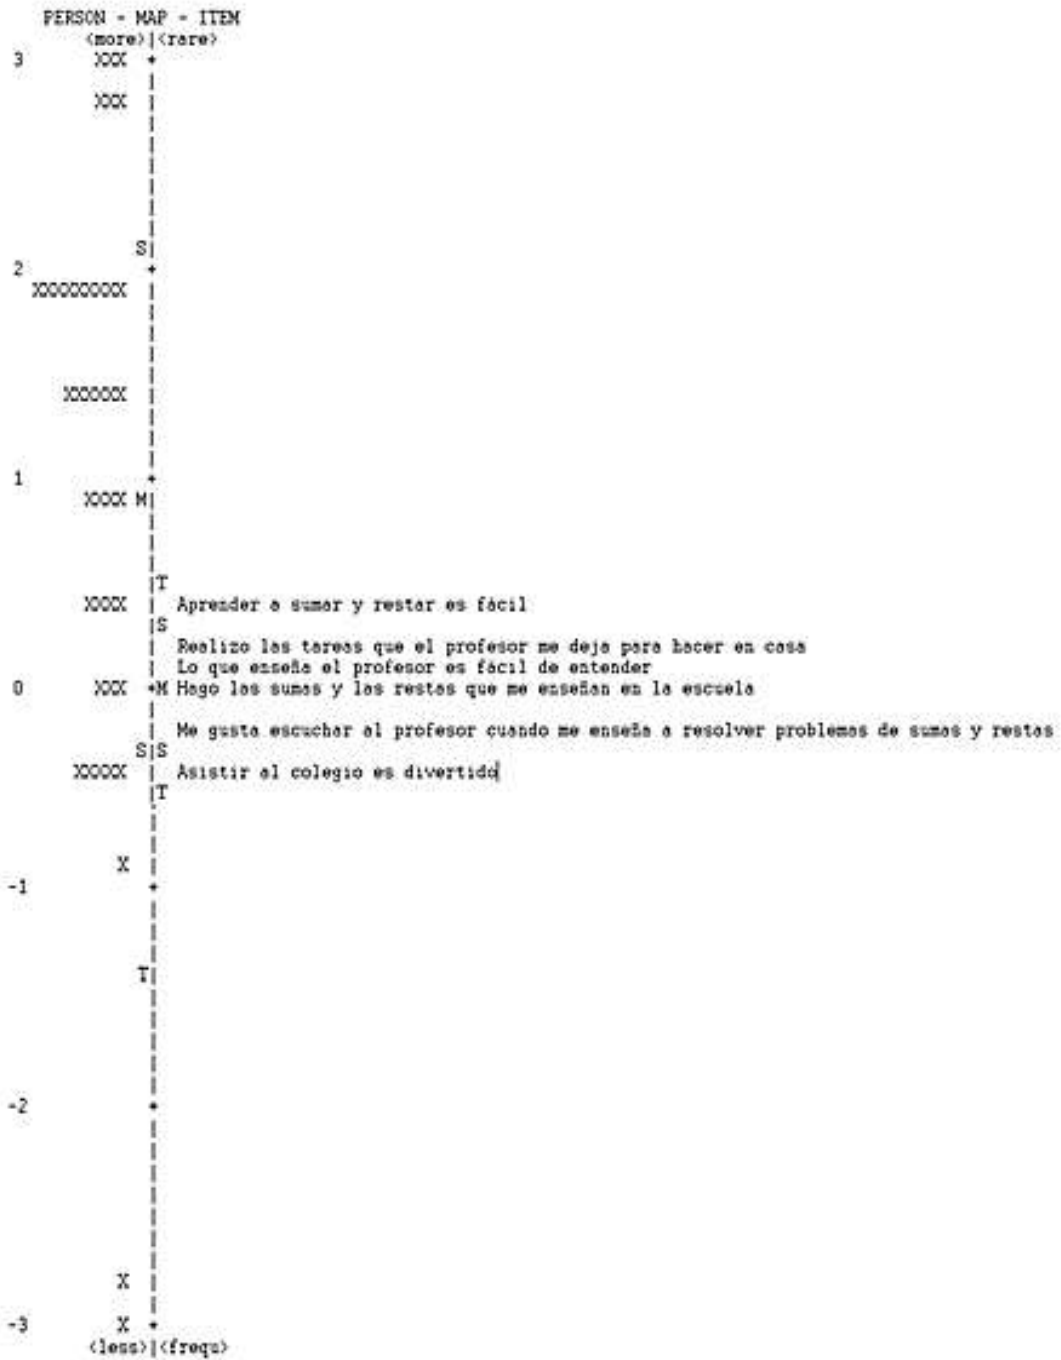 PERSON - MAP - ITEM
<more>|<rare>
3 XXX +
XXX |
S|
2 +
XXXXXXXXX |
XXXXXX |
1 +
XXXX M|
|T
XXXX | Aprender a sumar y restar es fácil
|S
| Realizo las tareas que el profesor me deja para hacer en casa
| Lo que enseña el profesor es fácil de entender
0 XXX +M Hago las sumas y las restas que me enseñan en la escuela
| Me gusta escuchar al profesor cuando me enseña a resolver problemas de sumas y restas
S|S
XXXXX | Asistir al colegio es divertido
|T
X |
-1 +
T|
-2 +
X |
-3 X +
<less>|<frequ>